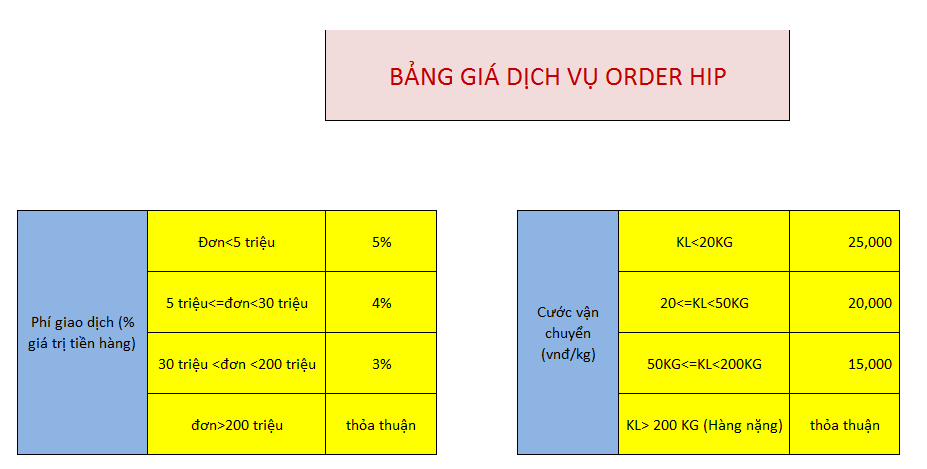 BẢNG GIÁ DỊCH VỤ ORDER HIP
Phí giao dịch (%
giá trị tiền hàng)
Đơn<5 triệu
5%
5 triệu<=đơn<30 triệu
4%
30 triệu <đơn <200 triệu
3%
đơn>200 triệu
thỏa thuận
Cước vận
chuyển
(vnđ/kg)
KL<20KG
25,000
20<=KL<50KG
20,000
50KG<=KL<200KG
15,000
KL> 200 KG (Hàng nặng)
thỏa thuận